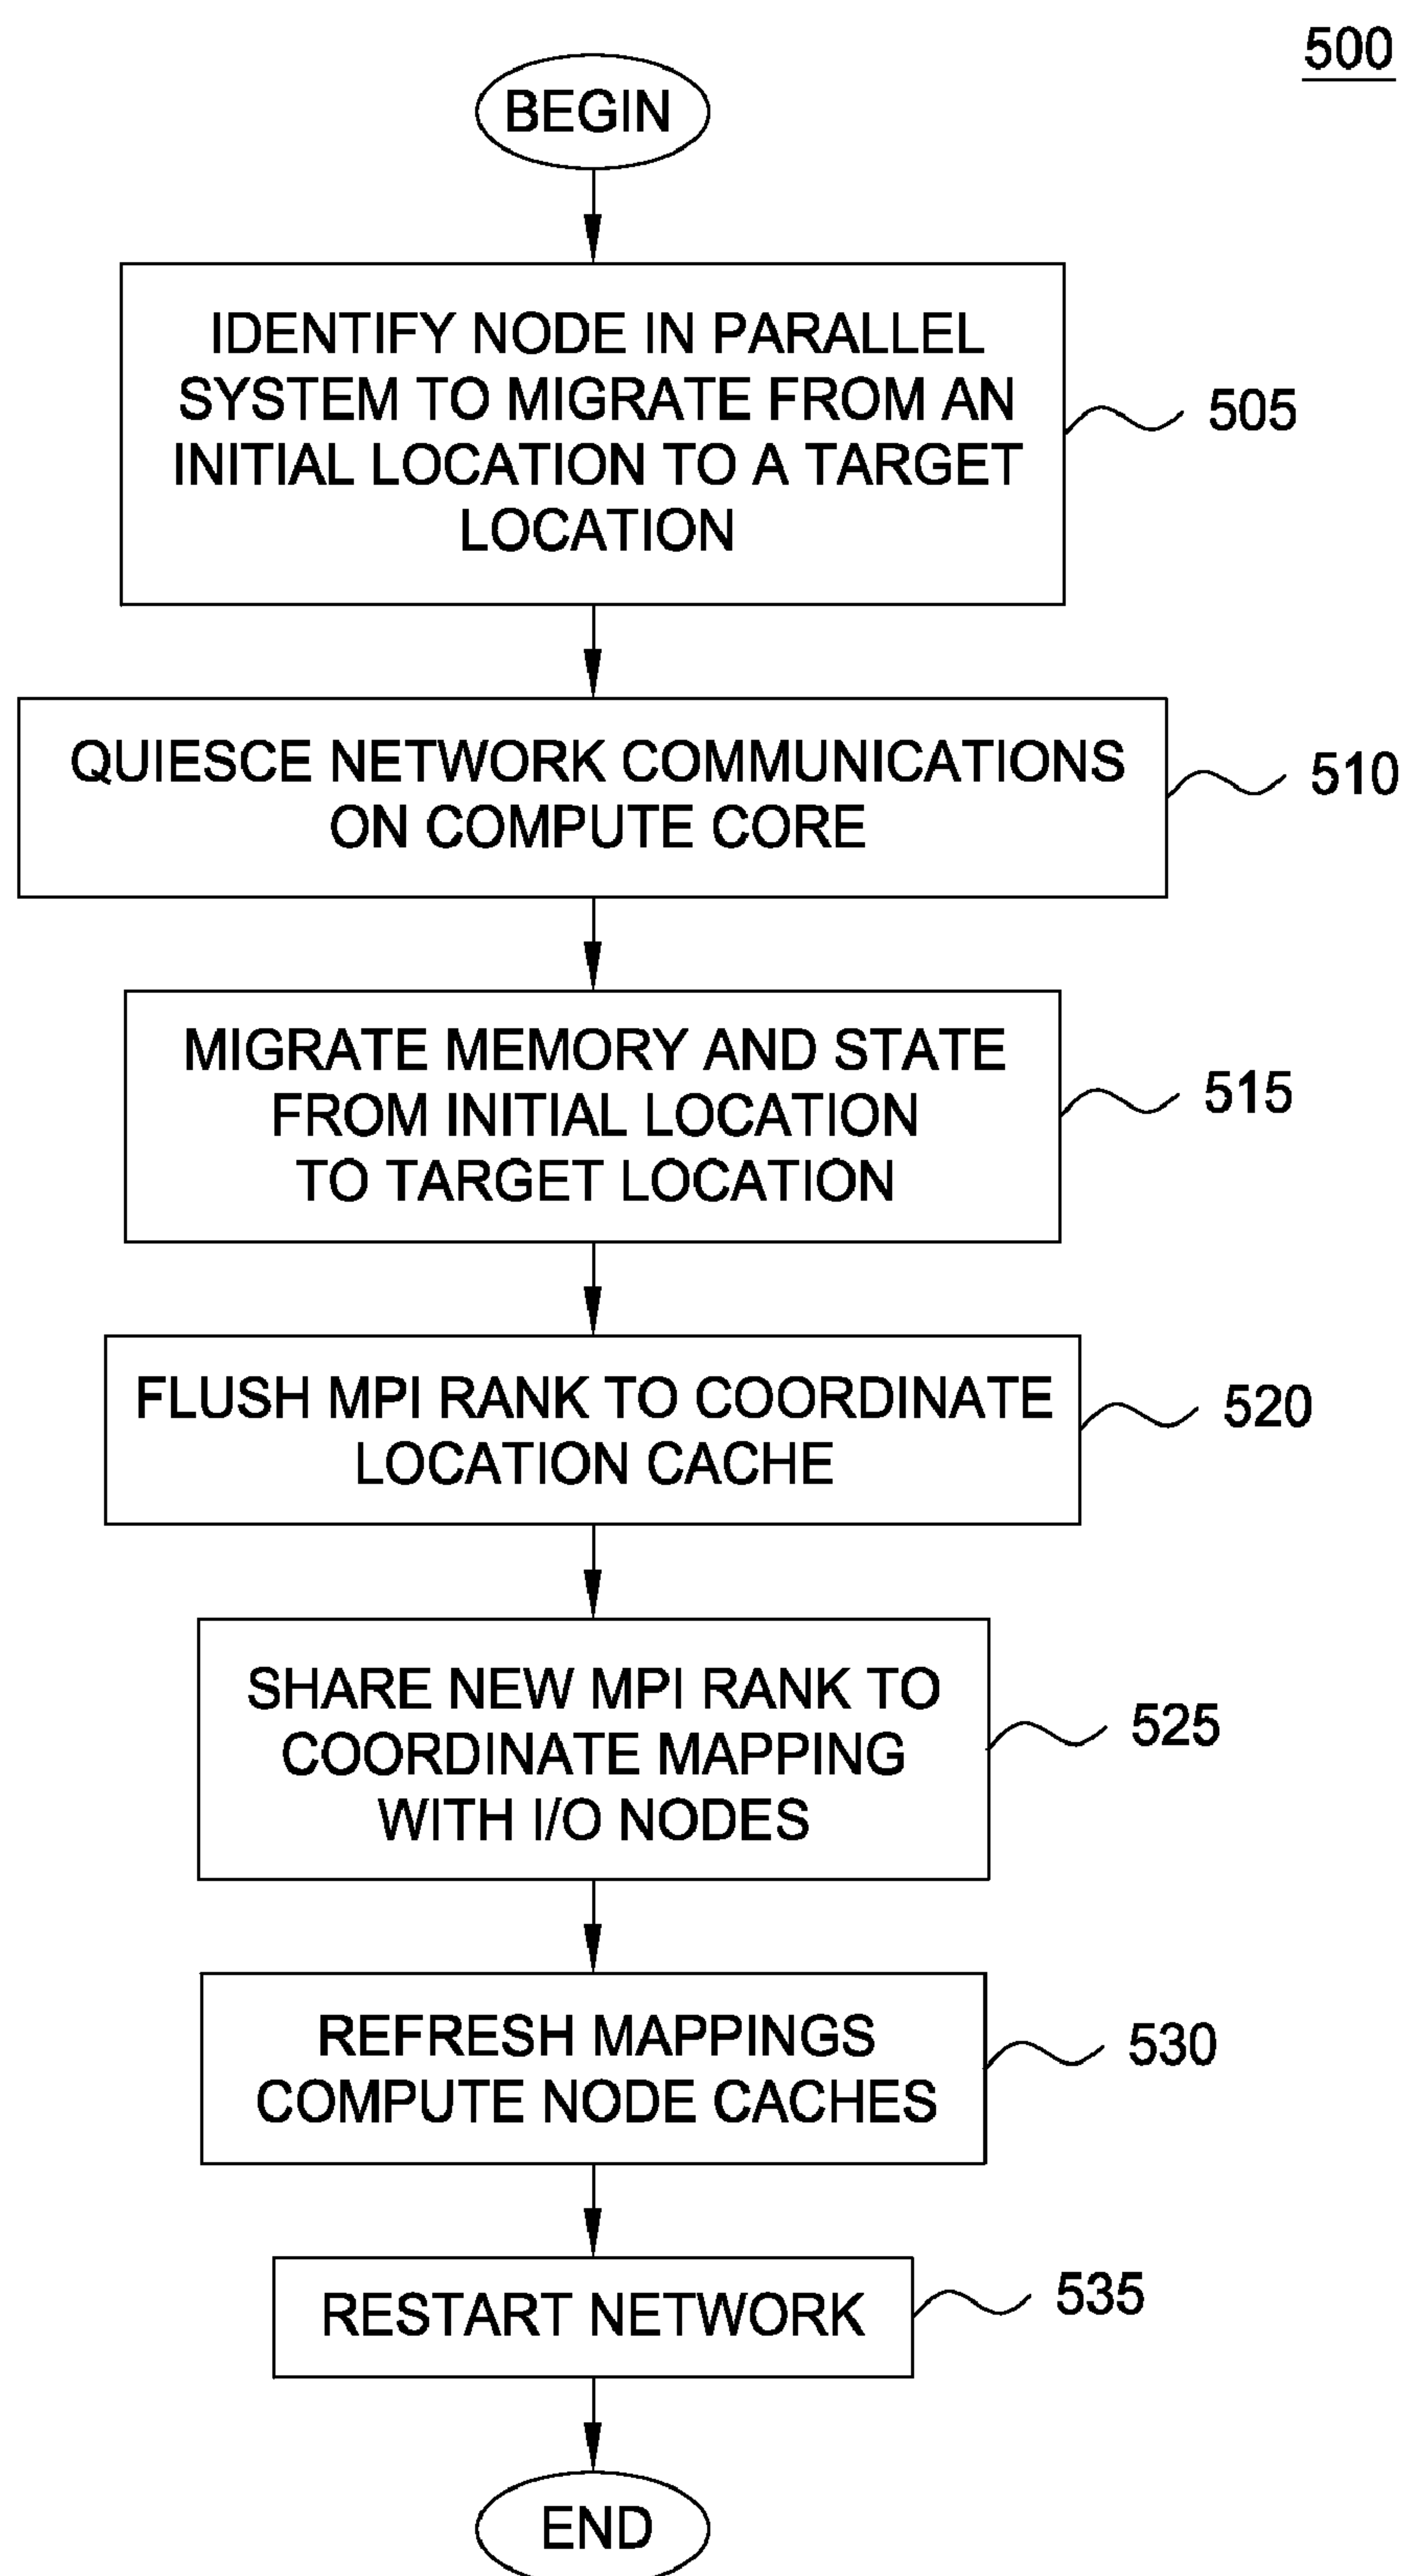 500
BEGIN
IDENTIFY NODE IN PARALLEL
SYSTEM TO MIGRATE FROM AN
INITIAL LOCATION TO A TARGET
LOCATION
505
QUIESCE NETWORK COMMUNICATIONS
ON COMPUTE CORE
510
MIGRATE MEMORY AND STATE
FROM INITIAL LOCATION
TO TARGET LOCATION
515
FLUSH MPI RANK TO COORDINATE
LOCATION CACHE
520
SHARE NEW MPI RANK TO
COORDINATE MAPPING
WITH I/O NODES
525
REFRESH MAPPINGS
COMPUTE NODE CACHES
530
RESTART NETWORK
535
END